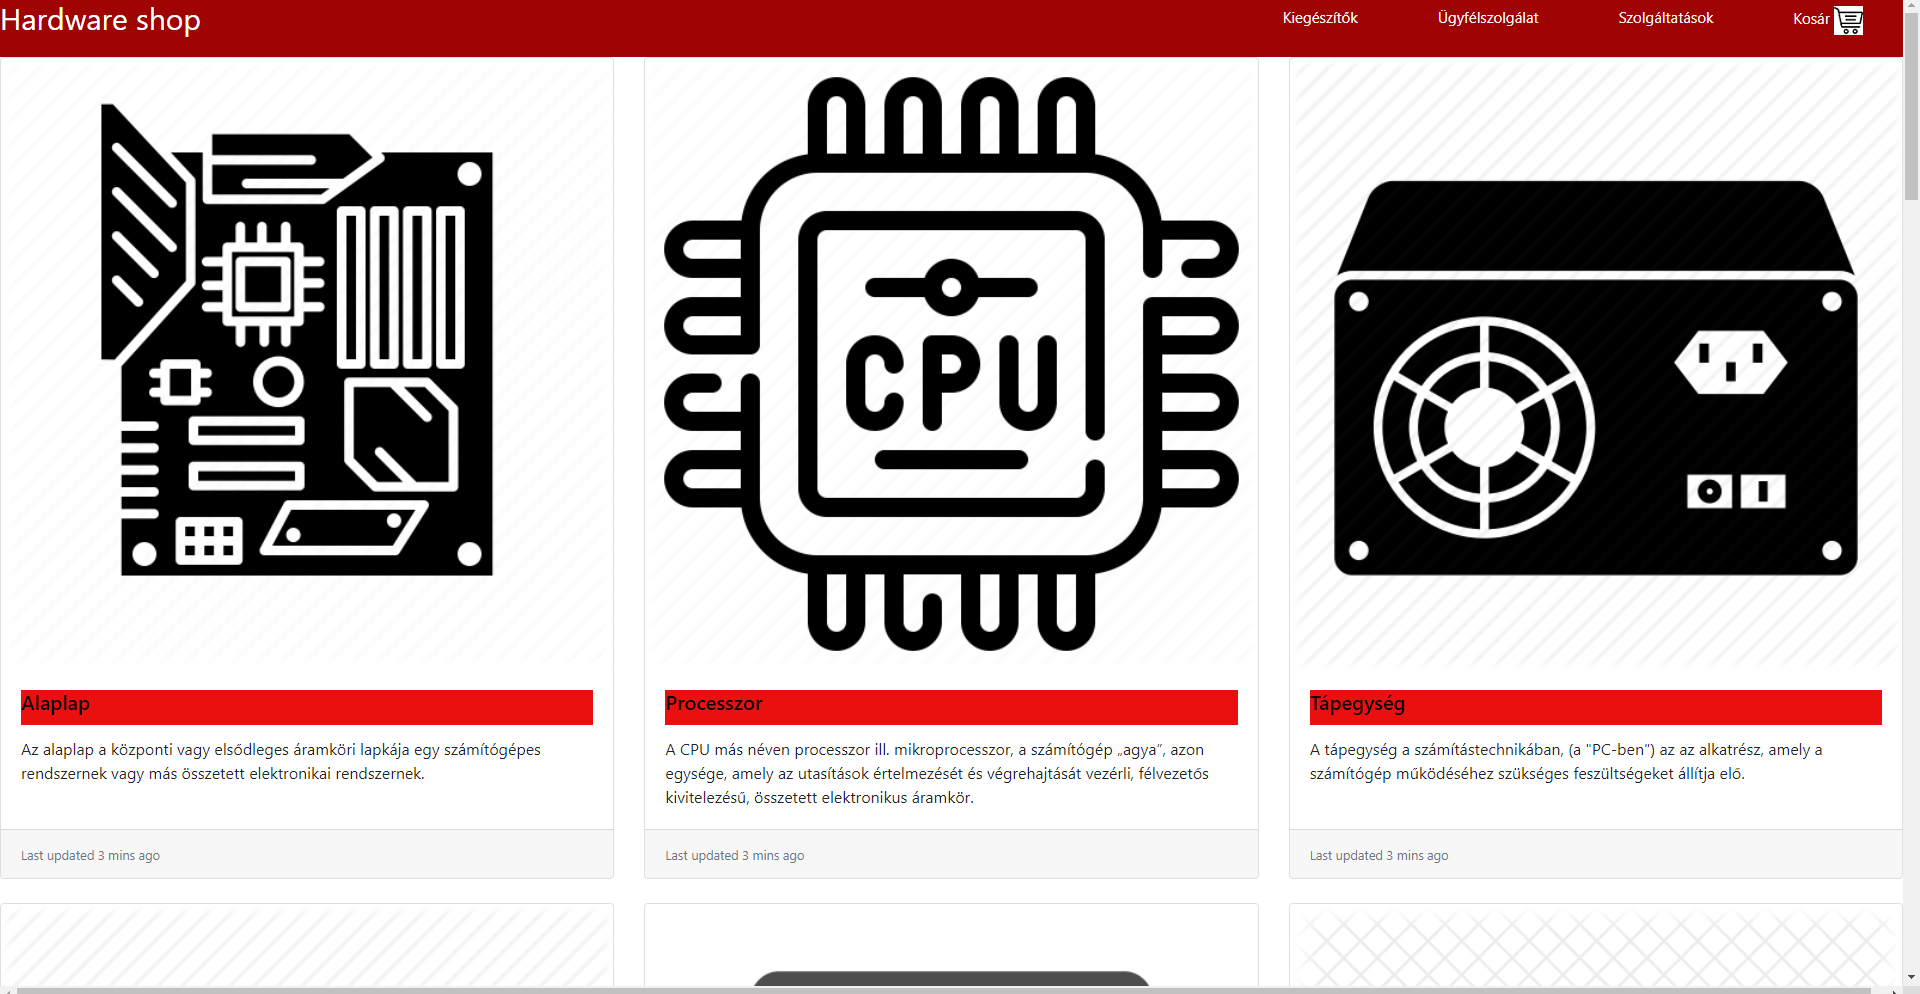 Hardware shop
Kiegészítők
Ügyfélszolgálat
Szolgáltatások
Kosár
CPU
Alaplap
Az alaplap a központi vagy elsődleges áramköri lapkája egy számítógépes
rendszernek vagy más összetett elektronikai rendszernek.
Last updated 3 mins ago
Processzor
A CPU más néven processzor ill. mikroprocesszor, a számítógép „agya”, azon
egysége, amely az utasítások értelmezését és végrehajtását vezérli, félvezetős
kivitelezésű, összetett elektronikus áramkör.
Last updated 3 mins ago
Tápegység
A tápegység a számítástechnikában, (a "PC-ben") az az alkatrész, amely a
számítógép működéséhez szükséges feszültségeket állítja elő.
Last updated 3 mins ago